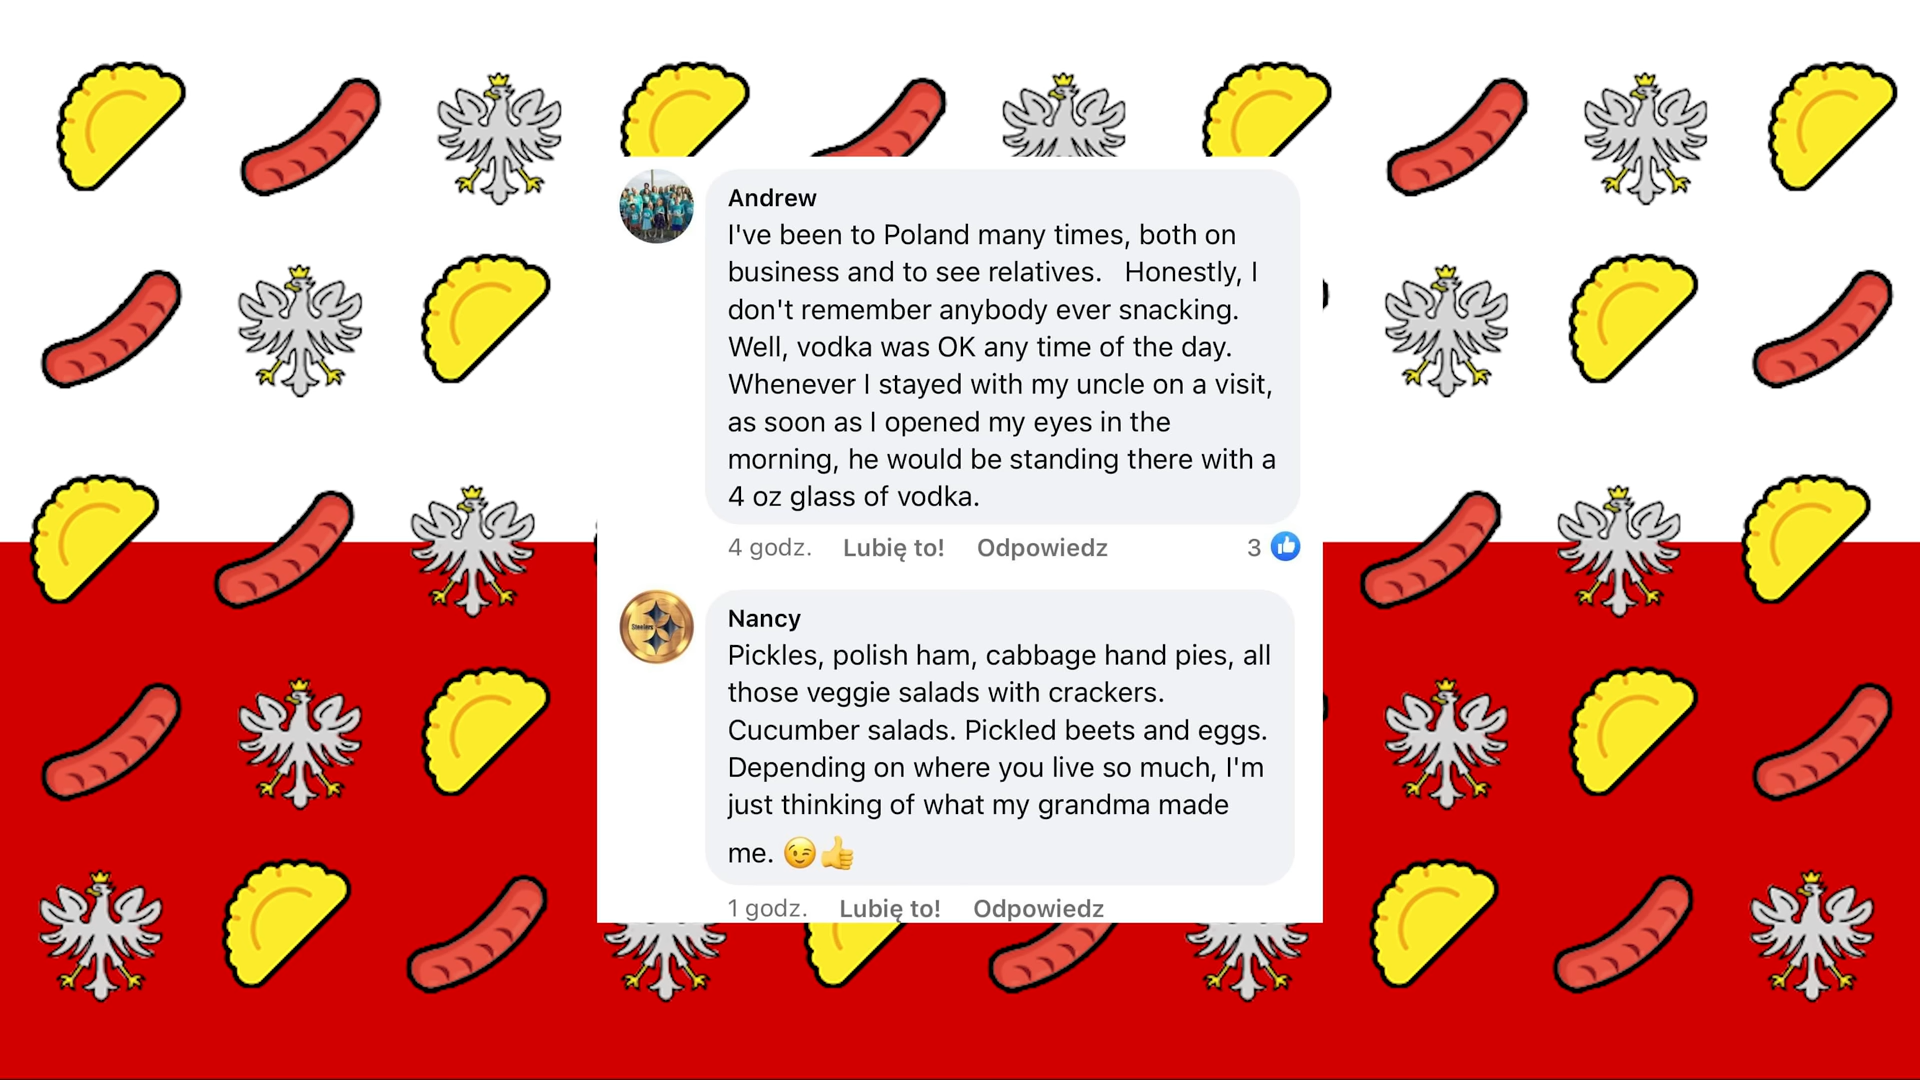 Andrew
I've been to Poland many times, both on
business and to see relatives.   Honestly, I
don't remember anybody ever snacking.
Well, vodka was OK any time of the day.
Whenever I stayed with my uncle on a visit,
as soon as I opened my eyes in the
morning, he would be standing there with a
4 oz glass of vodka.
4 godz. Lubię to! Odpowiedz 3
Steelers
Nancy
Pickles, polish ham, cabbage hand pies, all
those veggie salads with crackers.
Cucumber salads. Pickled beets and eggs.
Depending on where you live so much, I'm
just thinking of what my grandma made
me. 😉👍
1 godz. Lubię to! Odpowiedz